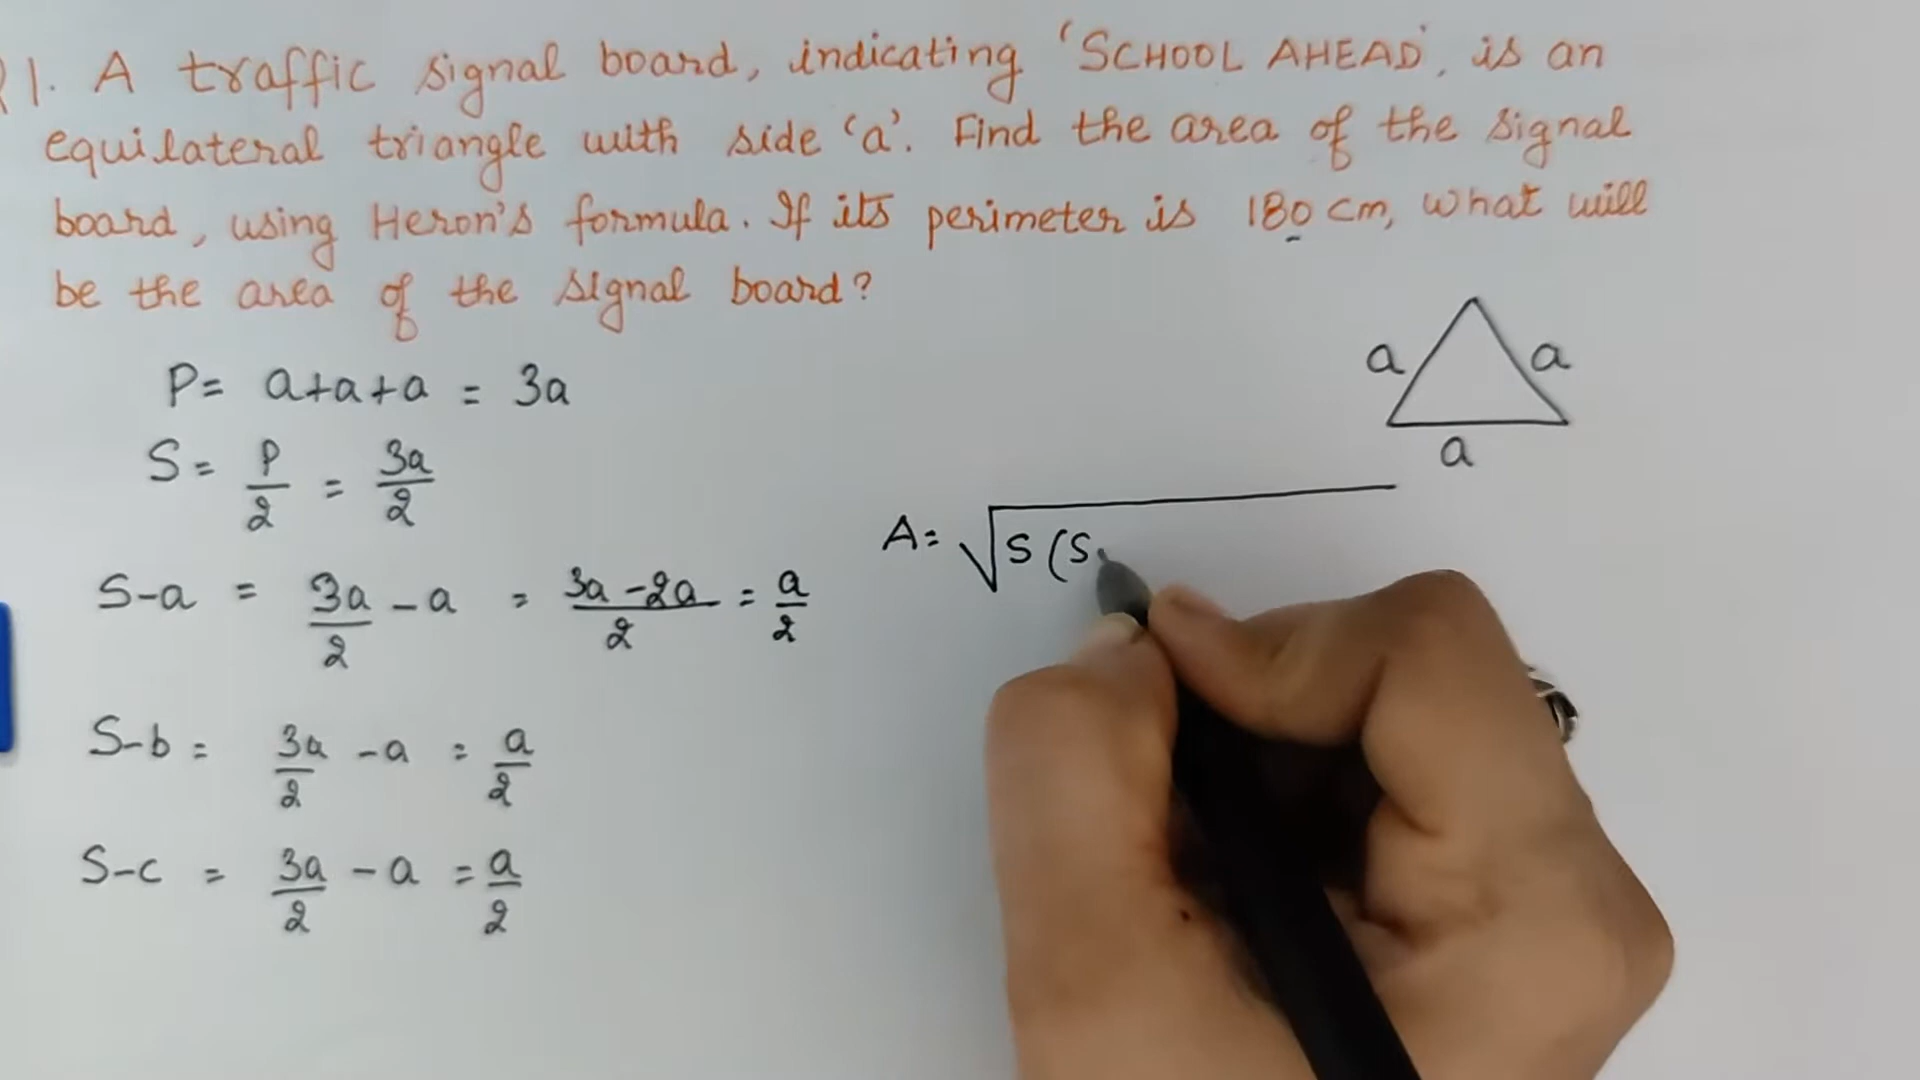 1. A traffic signal board, indicating 'SCHOOL AHEAD', is an
equilateral triangle with side 'a'. Find the area of the signal
board, using Heron's formula. If its perimeter is 180 cm, what will
be the area of the signal board?
P = a+a+a = 3a
S = P/2 = 3a/2
S-a = 3a/2 - a = 3a-2a/2 = a/2
S-b = 3a/2 - a = a/2
S-c = 3a/2 - a = a/2
a a
a
A = √S(S